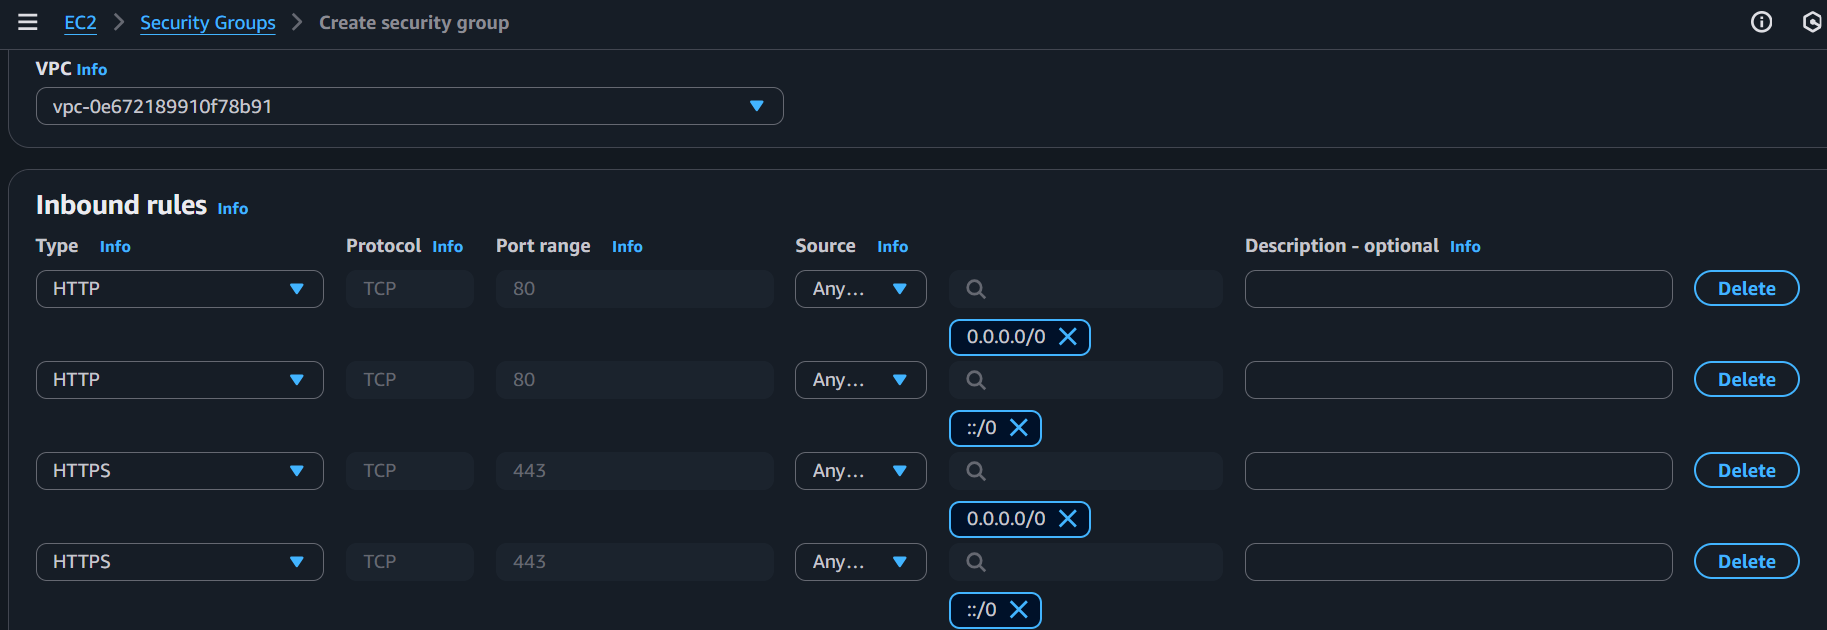 EC2 Security Groups Create security group
VPC Info
vpc-0e672189910f78b91
Inbound rules Info
Type Info Protocol Info Port range Info Source Info Description - optional Info
HTTP TCP 80 Any... Delete
0.0.0.0/0
HTTP TCP 80 Any... Delete
::/0
HTTPS TCP 443 Any... Delete
0.0.0.0/0
HTTPS TCP 443 Any... Delete
::/0